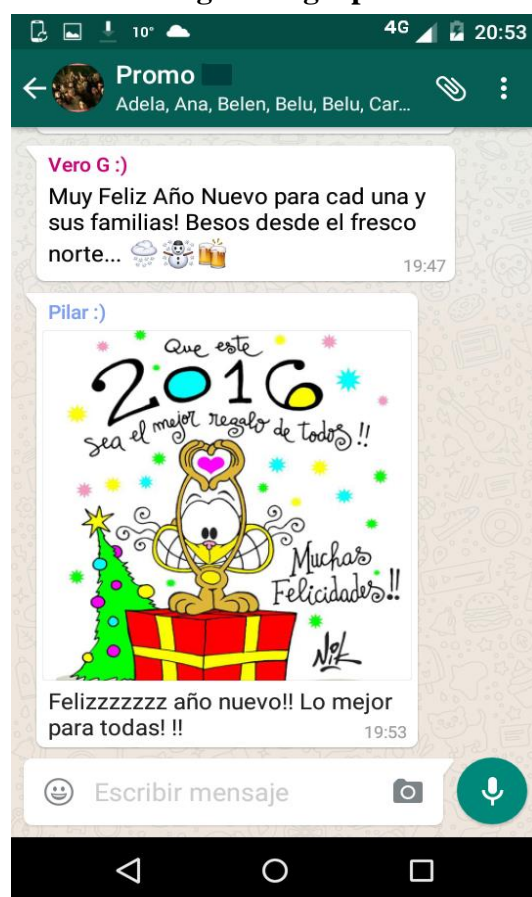 10° 4G 20:53
Promo
Adela, Ana, Belen, Belu, Belu, Car...
Vero G :)
Muy Feliz Año Nuevo para cad una y
sus familias! Besos desde el fresco
norte... 🌨️☃️🍻
19:47
Pilar :)
Que este
2016
sea el mejor regalo de todos!!
Muchas
Felicidades!!
Nik
Felizzzzzzz año nuevo!! Lo mejor
para todas! !!
19:53
Escribir mensaje